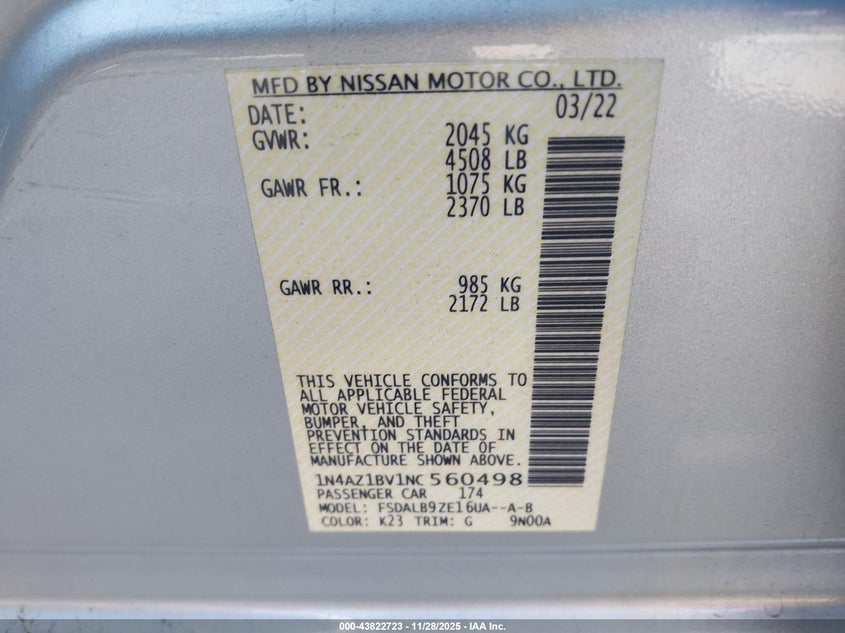 MFD BY NISSAN MOTOR CO., LTD.
DATE: 03/22
GVWR: 2045 KG
4508 LB
GAWR FR.: 1075 KG
2370 LB
GAWR RR.: 985 KG
2172 LB
THIS VEHICLE CONFORMS TO
ALL APPLICABLE FEDERAL
MOTOR VEHICLE SAFETY,
BUMPER, AND THEFT
PREVENTION STANDARDS IN
EFFECT ON THE DATE OF
MANUFACTURE SHOWN ABOVE.
1N4AZ1BV1NC 560498
PASSENGER CAR 174
MODEL: FSDALB9ZE16UA--A-B
COLOR: K23 TRIM: G 9N00A
000-43822723 | 11/28/2025 - IAA Inc.